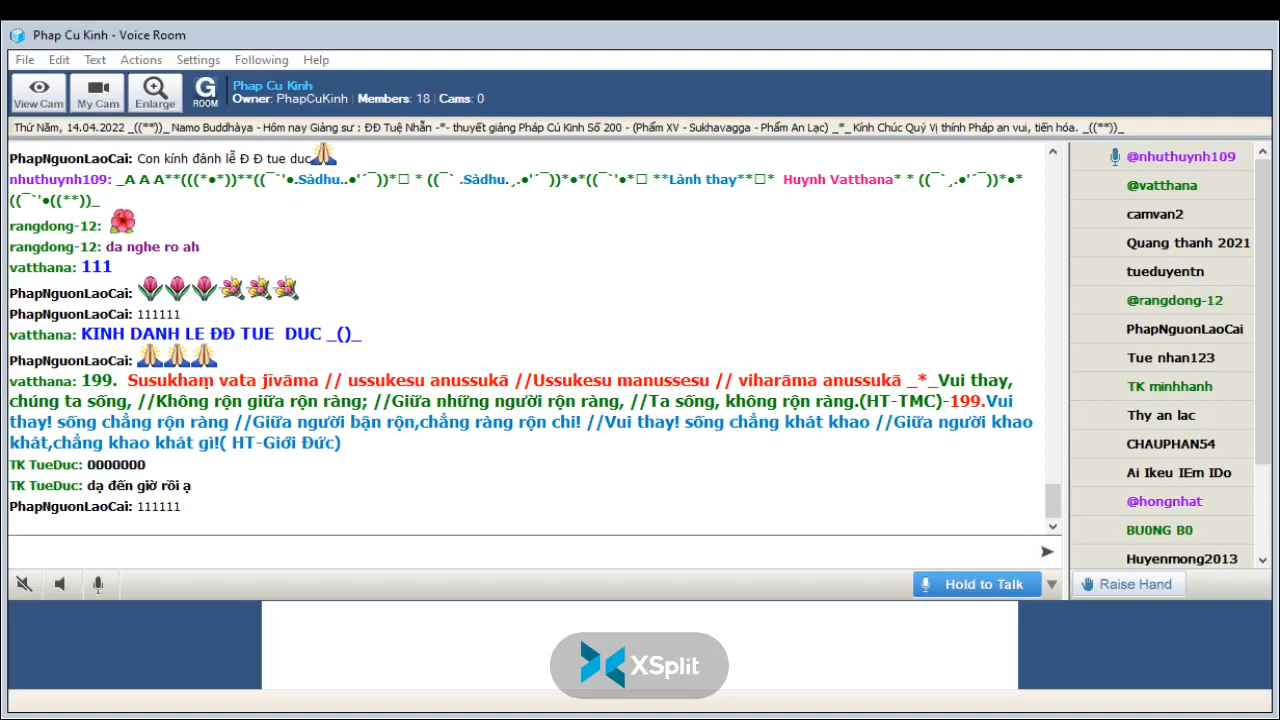 Phap Cu Kinh - Voice Room
File Edit Text Actions Settings Following Help
View Cam My Cam Enlarge G ROOM
Phap Cu Kinh
Owner: PhapCuKinh | Members: 18 | Cams: 0
Thứ Năm, 14.04.2022 _((**))_ Namo Buddhàya - Hôm nay Giảng sư : ĐĐ Tuệ Nhẫn -*- thuyết giảng Pháp Cú Kinh Số 200 - (Phẩm XV - Sukhavagga - Phẩm An Lạc) _*_ Kính Chúc Quý Vị thính Pháp an vui, tiến hóa. _((**))_
PhapNguonLaoCai: Con kính đảnh lễ Đ Đ tue duc
nhuthuynh109: _A A A**(((*●*))**((¯`'●.Sàdhu..●'´¯))*□ * ((¯` .Sàdhu.¸.●'´¯))*●*((¯`'●*□ **Lành thay**□* Huynh Vatthana* * ((¯`¸.●'´¯))*●*
((¯`'●((**))_
rangdong-12:
rangdong-12: da nghe ro ah
vatthana: 111
PhapNguonLaoCai:
PhapNguonLaoCai: 111111
vatthana: KINH DANH LE ĐĐ TUE DUC _()_
PhapNguonLaoCai:
vatthana: 199. Susukhaṃ vata jīvāma // ussukesu anussukā //Ussukesu manussesu // viharāma anussukā _*_Vui thay,
chúng ta sống, //Không rộn giữa rộn ràng; //Giữa những người rộn ràng, //Ta sống, không rộn ràng.(HT-TMC)-199.Vui
thay! sống chẳng rộn ràng //Giữa người bận rộn,chẳng ràng rộn chi! //Vui thay! sống chẳng khát khao //Giữa người khao
khát,chẳng khao khát gì!( HT-Giới Đức)
TK TueDuc: 0000000
TK TueDuc: dạ đến giờ rồi ạ
PhapNguonLaoCai: 111111
@nhuthuynh109
@vatthana
camvan2
Quang thanh 2021
tueduyentn
@rangdong-12
PhapNguonLaoCai
Tue nhan123
TK minhhanh
Thy an lac
CHAUPHAN54
Ai Ikeu IEm IDo
@hongnhat
BU0NG B0
Huyenmong2013
Hold to Talk
Raise Hand
XSplit